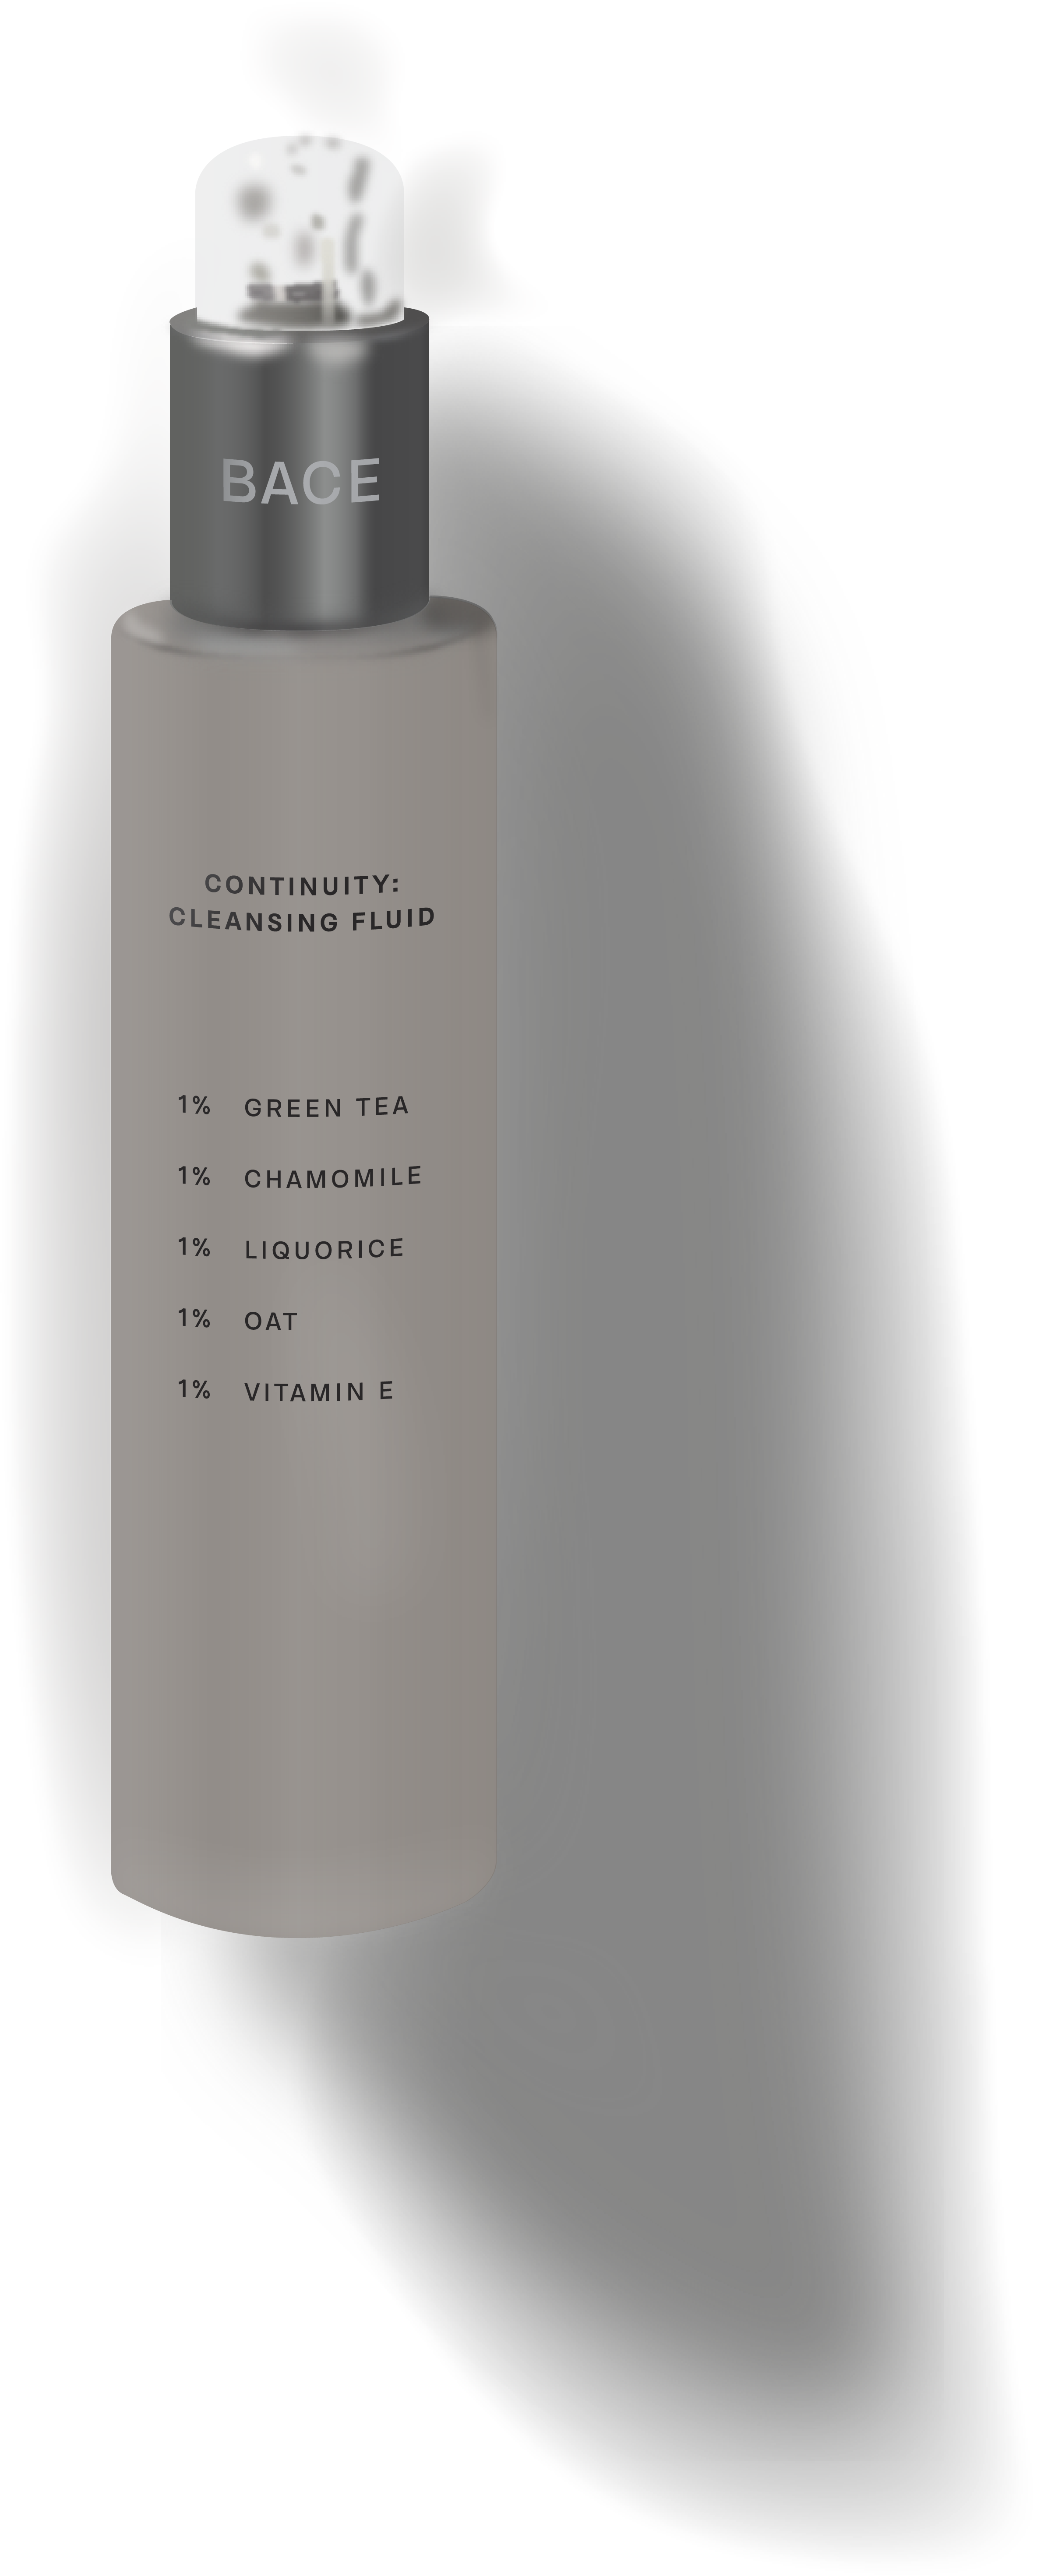 BACE
CONTINUITY:
CLEANSING FLUID
1% GREEN TEA
1% CHAMOMILE
1% LIQUORICE
1% OAT
1% VITAMIN E